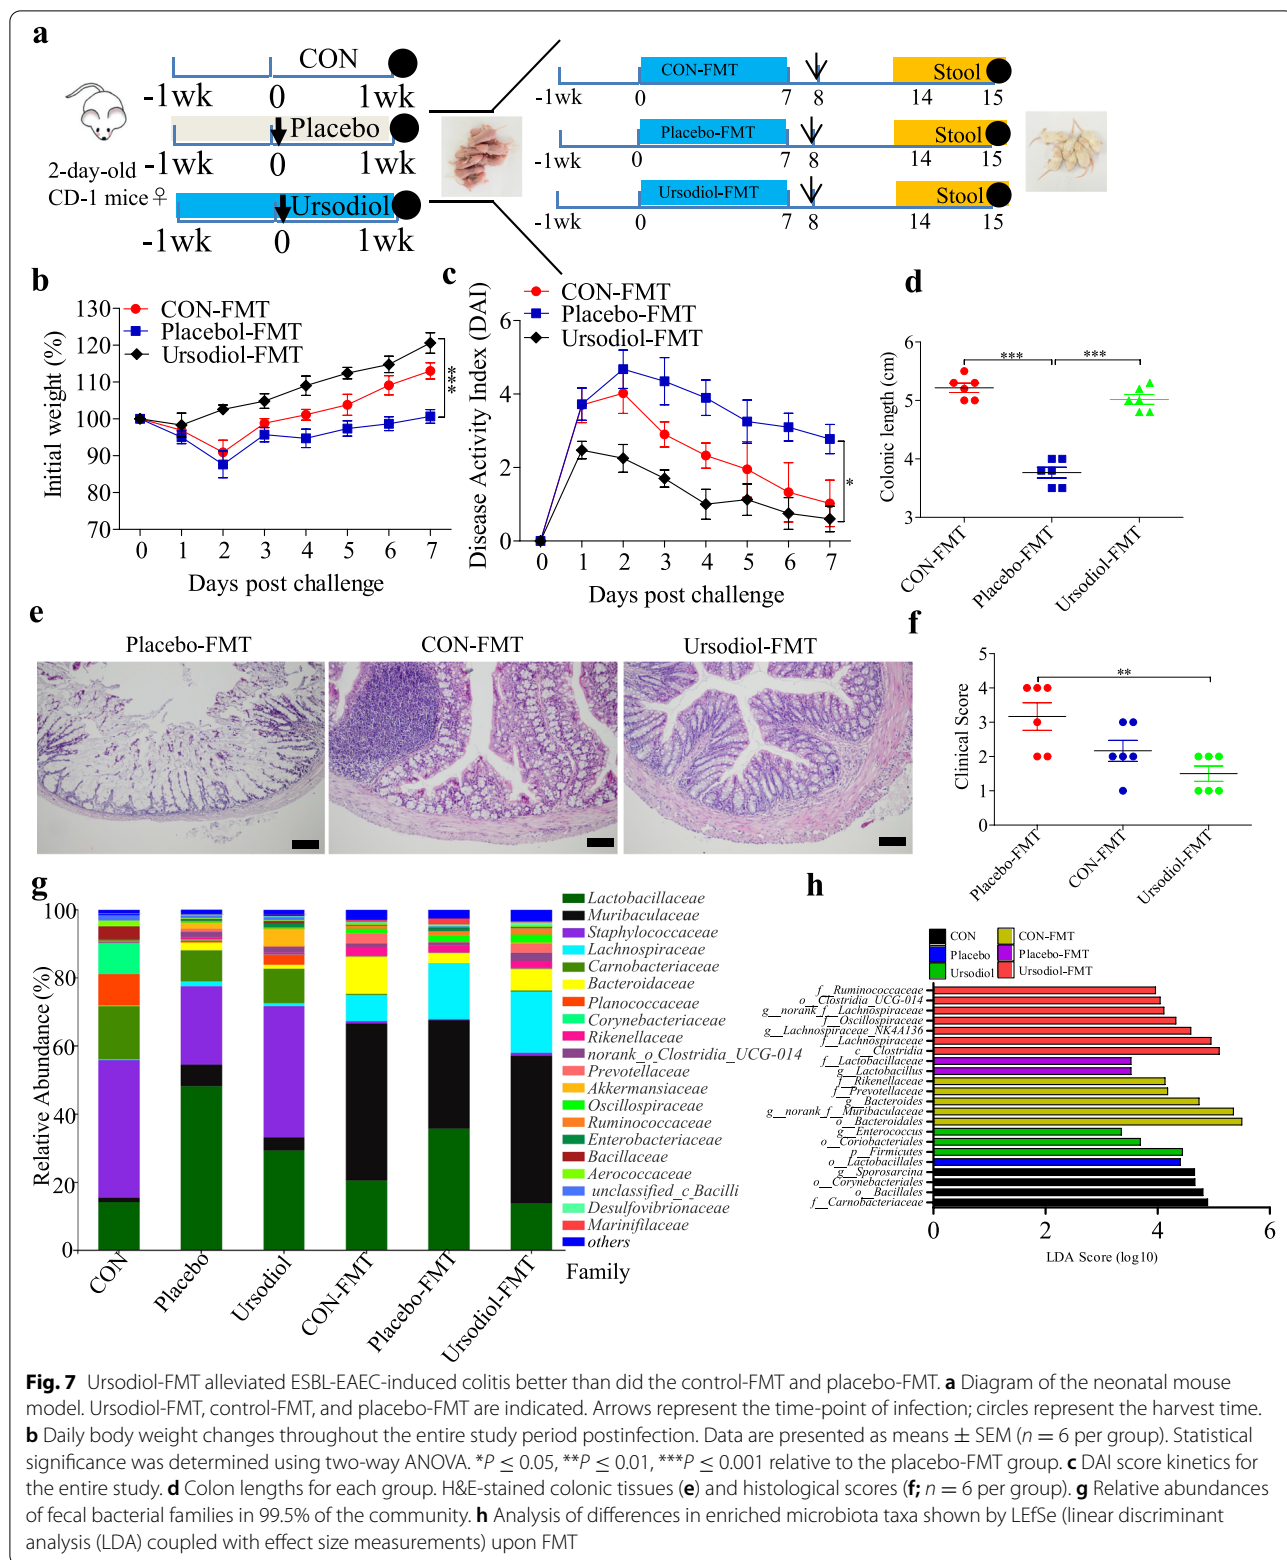 a
CON
-1wk 0 1wk
Placebo
-1wk 0 1wk
Ursodiol
-1wk 0 1wk
2-day-old
CD-1 mice ♀
CON-FMT Stool
-1wk 0 7 8 14 15
Placebo-FMT Stool
-1wk 0 7 8 14 15
Ursodiol-FMT Stool
-1wk 0 7 8 14 15
b
CON-FMT
Placebol-FMT
Ursodiol-FMT
Initial weight (%)
130
120
110
100
90
80
70
***
0 1 2 3 4 5 6 7
Days post challenge
c
CON-FMT
Placebo-FMT
Ursodiol-FMT
Disease Activity Index (DAI)
6
4
2
0
*
0 1 2 3 4 5 6 7
Days post challenge
d
Colonic length (cm)
6
5
4
3
*** ***
CON-FMT
Placebo-FMT
Ursodiol-FMT
e
Placebo-FMT CON-FMT Ursodiol-FMT
f
Clinical Score
5
4
3
2
1
0
**
Placebo-FMT
CON-FMT
Ursodiol-FMT
g
Relative Abundance (%)
100
80
60
40
20
0
CON
Placebo
Ursodiol
CON-FMT
Placebo-FMT
Ursodiol-FMT
Lactobacillaceae
Muribaculaceae
Staphylococcaceae
Lachnospiraceae
Carnobacteriaceae
Bacteroidaceae
Planococcaceae
Corynebacteriaceae
Rikenellaceae
norank_o_Clostridia_UCG-014
Prevotellaceae
Akkermansiaceae
Oscillospiraceae
Ruminococcaceae
Enterobacteriaceae
Bacillaceae
Aerococcaceae
unclassified_c_Bacilli
Desulfovibrionaceae
Marinifilaceae
others
Family
h
CON CON-FMT
Placebo Placebo-FMT
Ursodiol Ursodiol-FMT
f__Ruminococcaceae
o__Clostridia_UCG-014
g__norank_f__Lachnospiraceae
f__Oscillospiraceae
g__Lachnospiraceae_NK4A136
f__Lachnospiraceae
c__Clostridia
f__Lactobacillaceae
g__Lactobacillus
f__Rikenellaceae
f__Prevotellaceae
g__Bacteroides
g__norank_f__Muribaculaceae
o__Bacteroidales
g__Enterococcus
o__Coriobacteriales
p__Firmicutes
o__Lactobacillales
g__Sporosarcina
o__Corynebacteriales
o__Bacillales
f__Carnobacteriaceae
0 2 4 6
LDA Score (log10)
Fig. 7 Ursodiol-FMT alleviated ESBL-EAEC-induced colitis better than did the control-FMT and placebo-FMT. a Diagram of the neonatal mouse
model. Ursodiol-FMT, control-FMT, and placebo-FMT are indicated. Arrows represent the time-point of infection; circles represent the harvest time.
b Daily body weight changes throughout the entire study period postinfection. Data are presented as means ± SEM (n = 6 per group). Statistical
significance was determined using two-way ANOVA. *P ≤ 0.05, **P ≤ 0.01, ***P ≤ 0.001 relative to the placebo-FMT group. c DAI score kinetics for
the entire study. d Colon lengths for each group. H&E-stained colonic tissues (e) and histological scores (f; n = 6 per group). g Relative abundances
of fecal bacterial families in 99.5% of the community. h Analysis of differences in enriched microbiota taxa shown by LEfSe (linear discriminant
analysis (LDA) coupled with effect size measurements) upon FMT